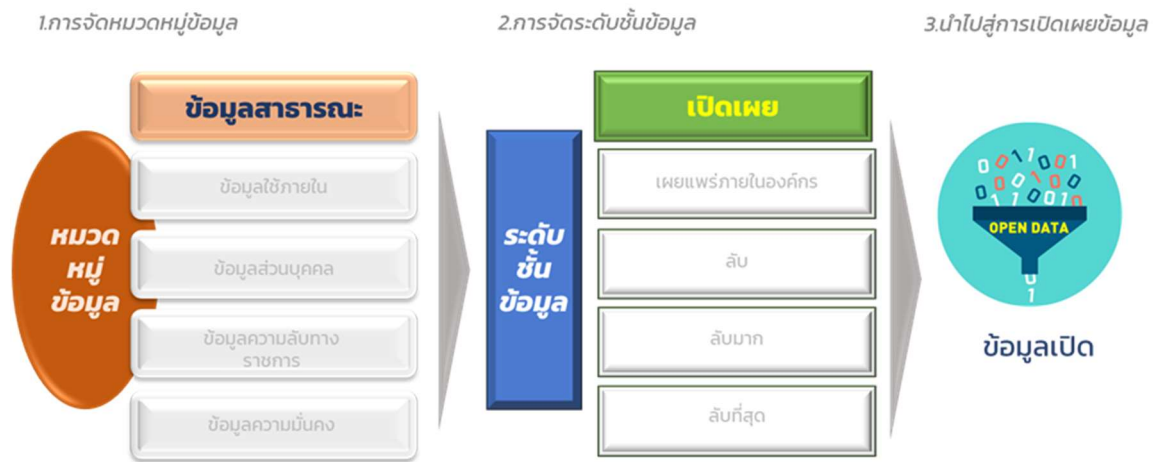 1.การจัดหมวดหมู่ข้อมูล
2.การจัดระดับชั้นข้อมูล
3.นำไปสู่การเปิดเผยข้อมูล
หมวด
หมู่
ข้อมูล
ข้อมูลสาธารณะ
ข้อมูลใช้ภายใน
ข้อมูลส่วนบุคคล
ข้อมูลความลับทาง
ราชการ
ข้อมูลความมั่นคง
ระดับ
ชั้น
ข้อมูล
เปิดเผย
เผยแพร่ภายในองค์กร
ลับ
ลับมาก
ลับที่สุด
OPEN DATA
ข้อมูลเปิด